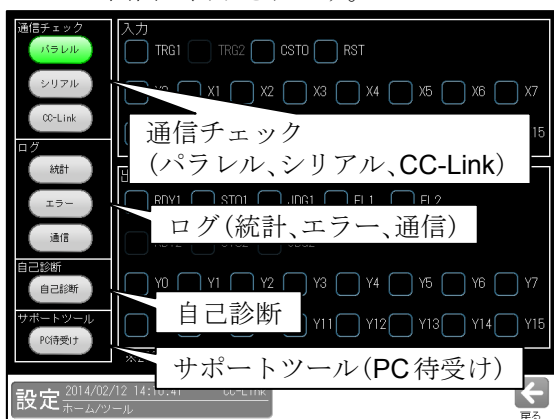 通信チェック
パラレル
シリアル
CC-Link
ログ
統計
エラー
通信
自己診断
自己診断
サポートツール
PC待受け
入力
TRG1 TRG2 CST0 RST
X1 X2 X3 X4 X5 X6 X7
15
通信チェック
(パラレル、シリアル、CC-Link)
RDY1 STO1 JDG1 EL1 EL2
ログ(統計、エラー、通信)
Y0 Y1 Y2 Y3 Y4 Y5 Y6 Y7
自己診断
Y11 Y12 Y13 Y14 Y15
サポートツール(PC待受け)
設定
2014/02/12 14:10:41 CC-Link
ホーム/ツール
戻る